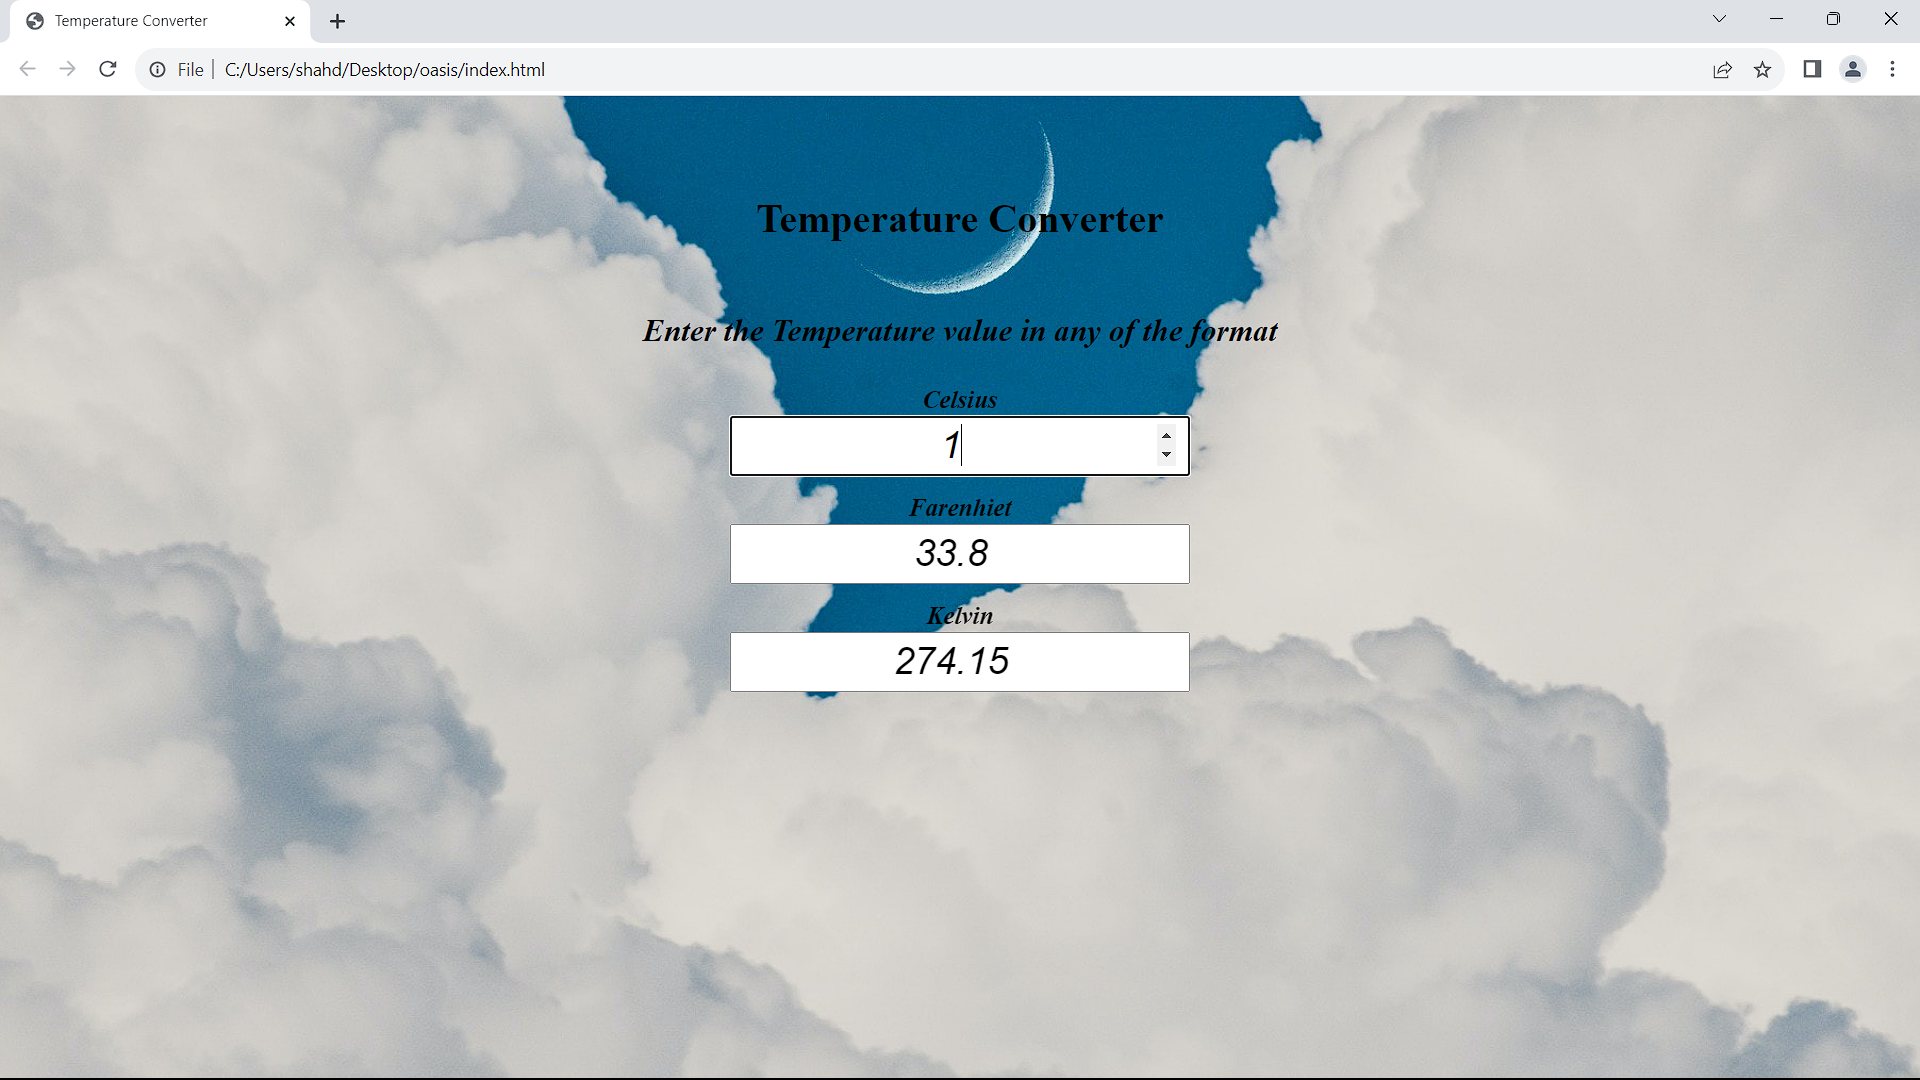 Temperature Converter
File
C:/Users/shahd/Desktop/oasis/index.html
Temperature Converter
Enter the Temperature value in any of the format
Celsius
1
Farenhiet
33.8
Kelvin
274.15